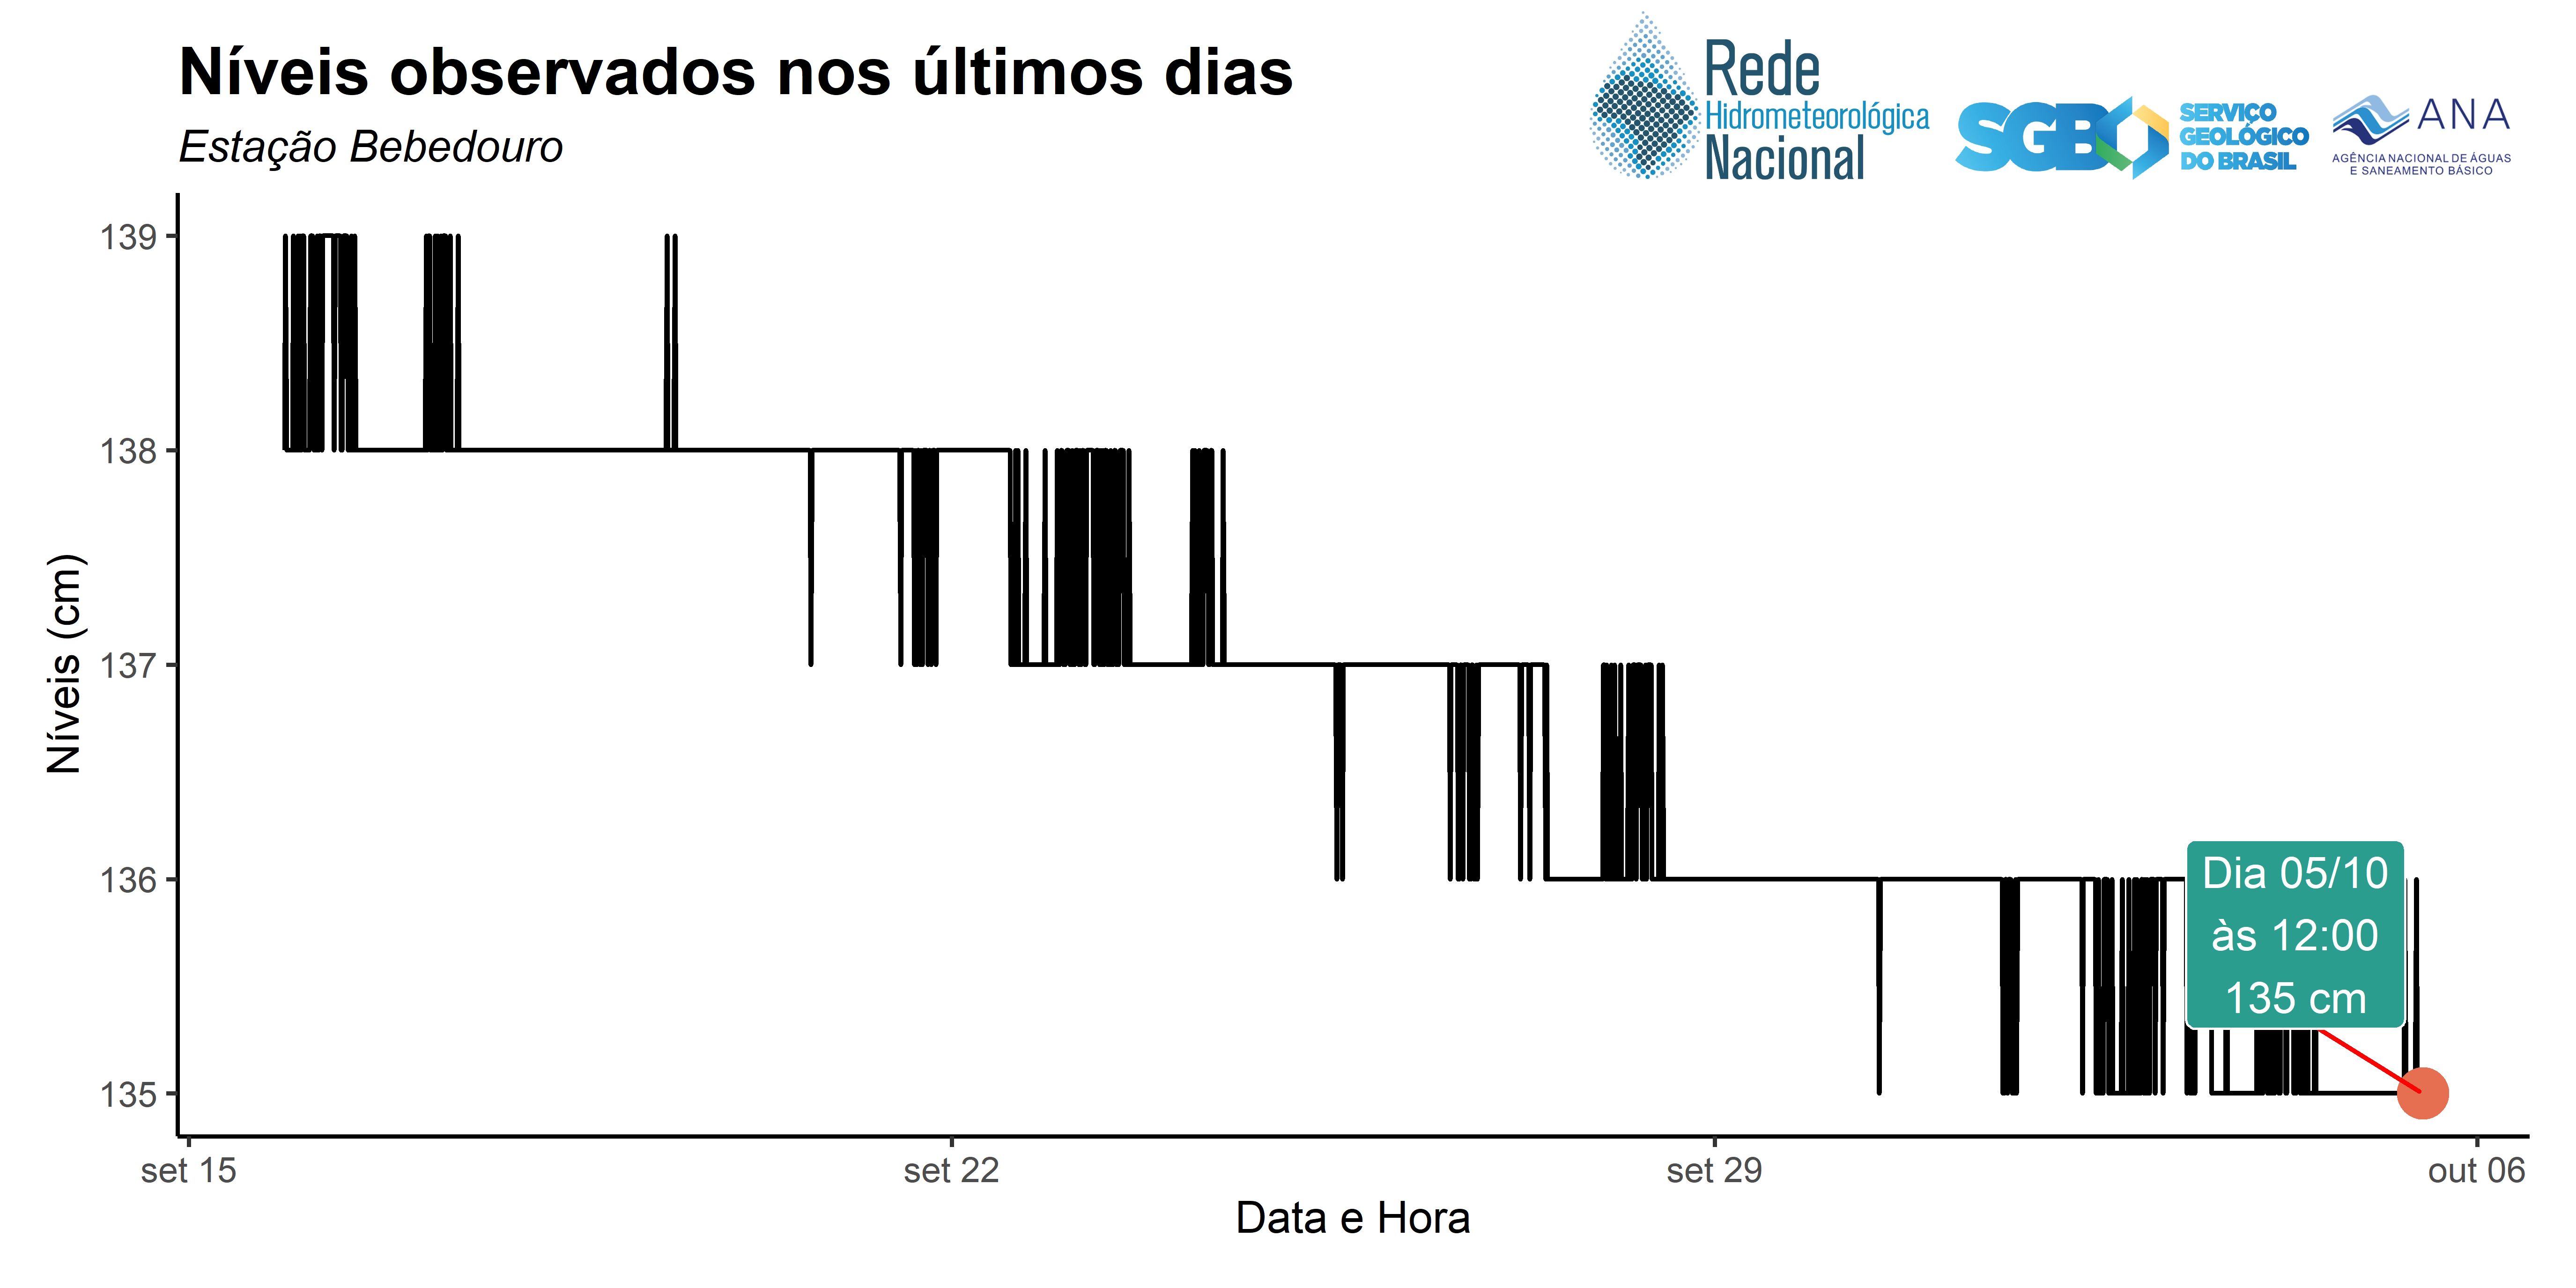 Níveis observados nos últimos dias
Estação Bebedouro
Rede
Hidrometeorológica
Nacional
SGB
SERVIÇO
GEOLÓGICO
DO BRASIL
ANA
AGÊNCIA NACIONAL DE ÁGUAS
E SANEAMENTO BÁSICO
Níveis (cm)
139
138
137
136
135
Dia 05/10
às 12:00
135 cm
set 15
set 22
set 29
out 06
Data e Hora